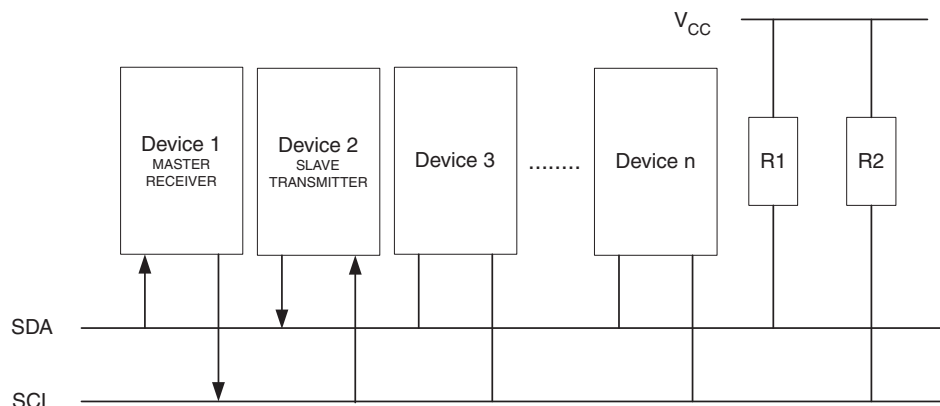 V CC
Device 1
MASTER
RECEIVER
Device 2
SLAVE
TRANSMITTER
Device 3
........
Device n
R1
R2
SDA
SCL